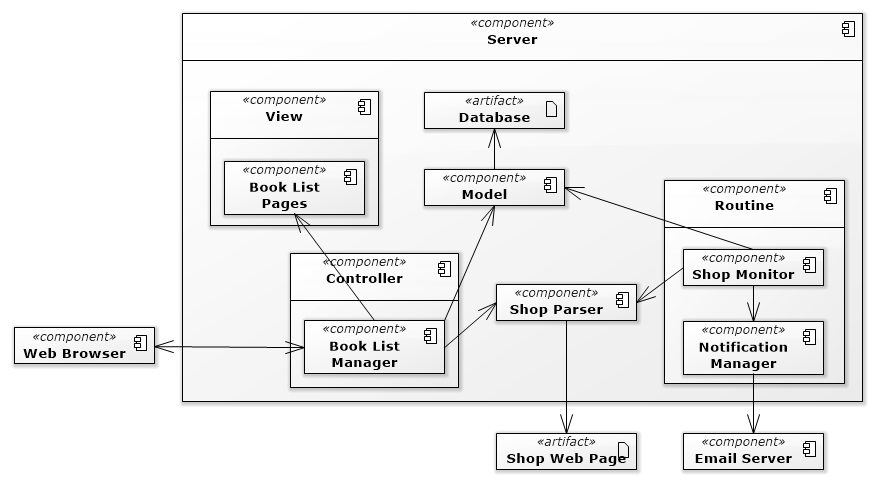 «component»
Server
«component»
View
«component»
Book List
Pages
«artifact»
Database
«component»
Model
«component»
Routine
«component»
Shop Monitor
«component»
Notification
Manager
«component»
Controller
«component»
Book List
Manager
«component»
Shop Parser
«component»
Web Browser
«artifact»
Shop Web Page
«component»
Email Server